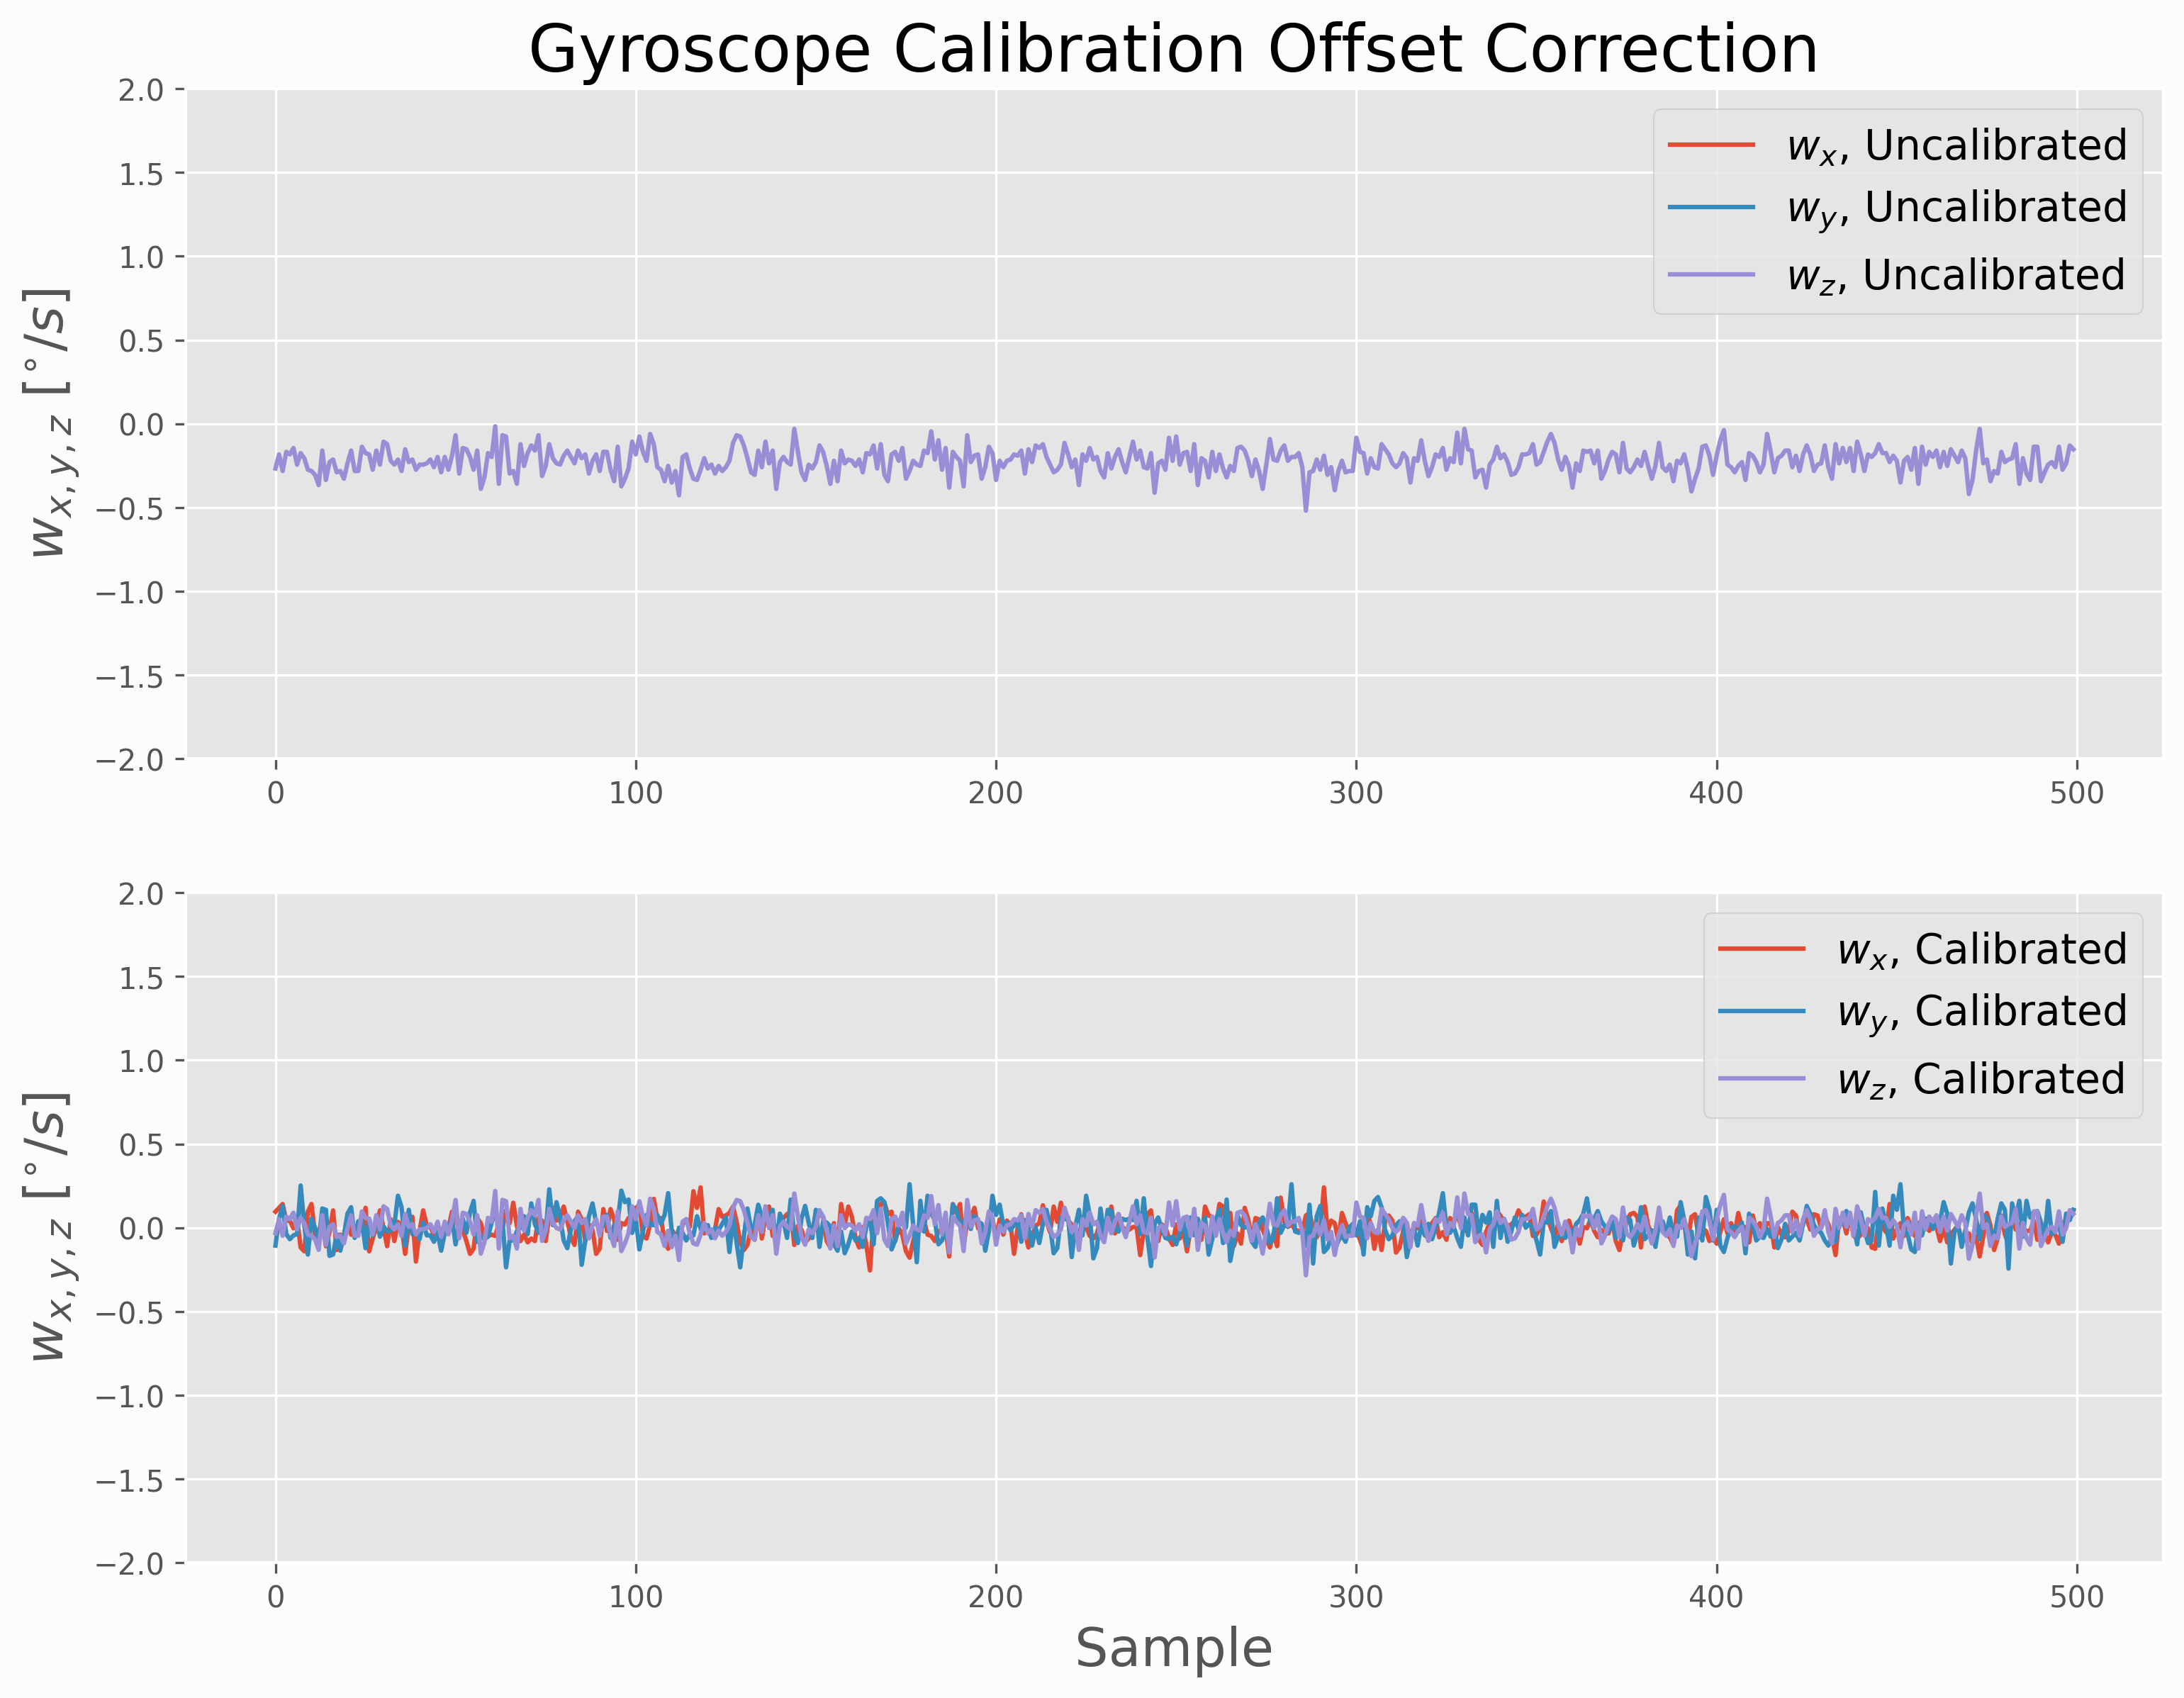 Gyroscope Calibration Offset Correction
2.0
1.5
1.0
0.5
0.0
−0.5
−1.0
−1.5
−2.0
w_{x,y,z} [°/s]
w_x, Uncalibrated
w_y, Uncalibrated
w_z, Uncalibrated
0 100 200 300 400 500
2.0
1.5
1.0
0.5
0.0
−0.5
−1.0
−1.5
−2.0
w_{x,y,z} [°/s]
w_x, Calibrated
w_y, Calibrated
w_z, Calibrated
0 100 200 300 400 500
Sample